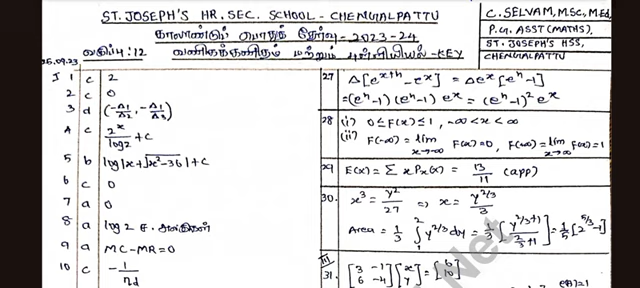 ST. JOSEPH'S HR. SEC. SCHOOL - CHENGALPATTU
காலாண்டுப் பொதுத் தேர்வு - 2023-24
வகுப்பு: 12 வணிகக்கணிதம் மற்றும் புள்ளியியல் - KEY
C. SELVAM, M.SC, M.Ed,
P.G. ASST (MATHS),
ST. JOSEPH'S HSS,
CHENGALPATTU
26.09.23
I 1 c 2
2 c 0
3 d (-Δ1/Δ2, -Δ1/Δ3)
4 c 2^x/log2 + c
5 b log|x+√(x²-36)|+c
6 c 0
7 a 0
8 a log 2 ச. அலகுகள்
9 a MC-MR=0
10 c -1/ηd
27 Δ[e^(x+h) - e^x] = Δe^x[e^h-1]
=(e^h-1)(e^h-1) e^x = (e^h-1)² e^x
28 (i) 0≤F(x)≤1, -∞<x<∞
(ii) F(-∞)= lim x→-∞ F(x)=0, F(+∞)= lim x→∞ F(x)=1
29 E(x)= Σ x Px(x) = 13/11 (app)
30. x³ = y²/27 ⇒ x = y^(2/3)/3
Area = 1/3 ∫ y^(2/3) dy = 1/3 [y^(2/3+1)/(2/3+1)] = 1/5 [2^(5/3)-1]
III
31. [3 -1 6 -4] [x y] = [6 10]
Net